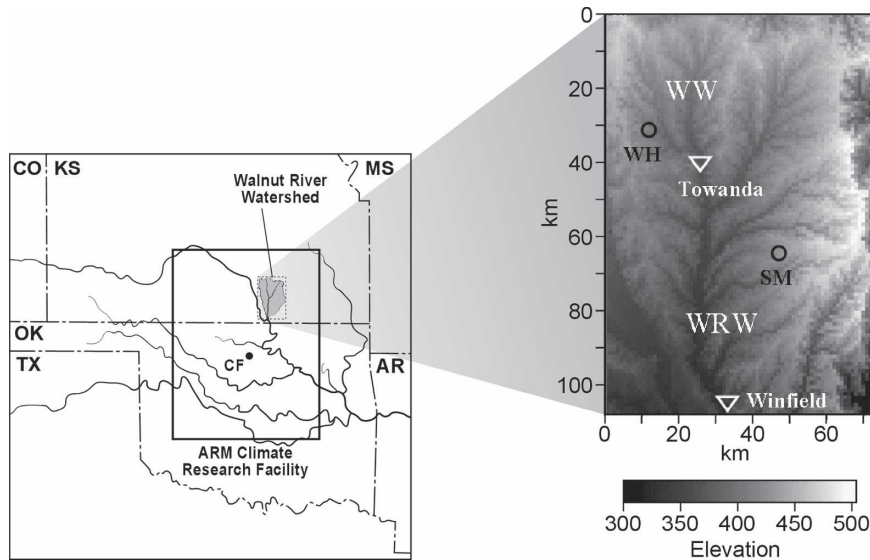 CO KS MS
Walnut River
Watershed
OK
TX
CF
AR
ARM Climate
Research Facility
0
20
40
60
80
100
km
WW
WH
Towanda
SM
WRW
Winfield
0 20 40 60
km
300 350 400 450 500
Elevation